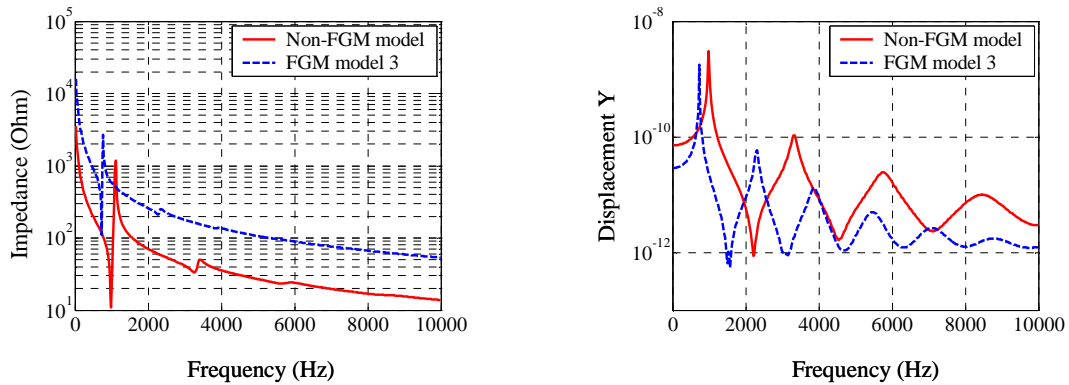 10^5
10^4
10^3
10^2
10^1
Impedance (Ohm)
Non-FGM model
FGM model 3
0 2000 4000 6000 8000 10000
Frequency (Hz)
10^-8
10^-10
10^-12
Displacement Y
Non-FGM model
FGM model 3
0 2000 4000 6000 8000 10000
Frequency (Hz)